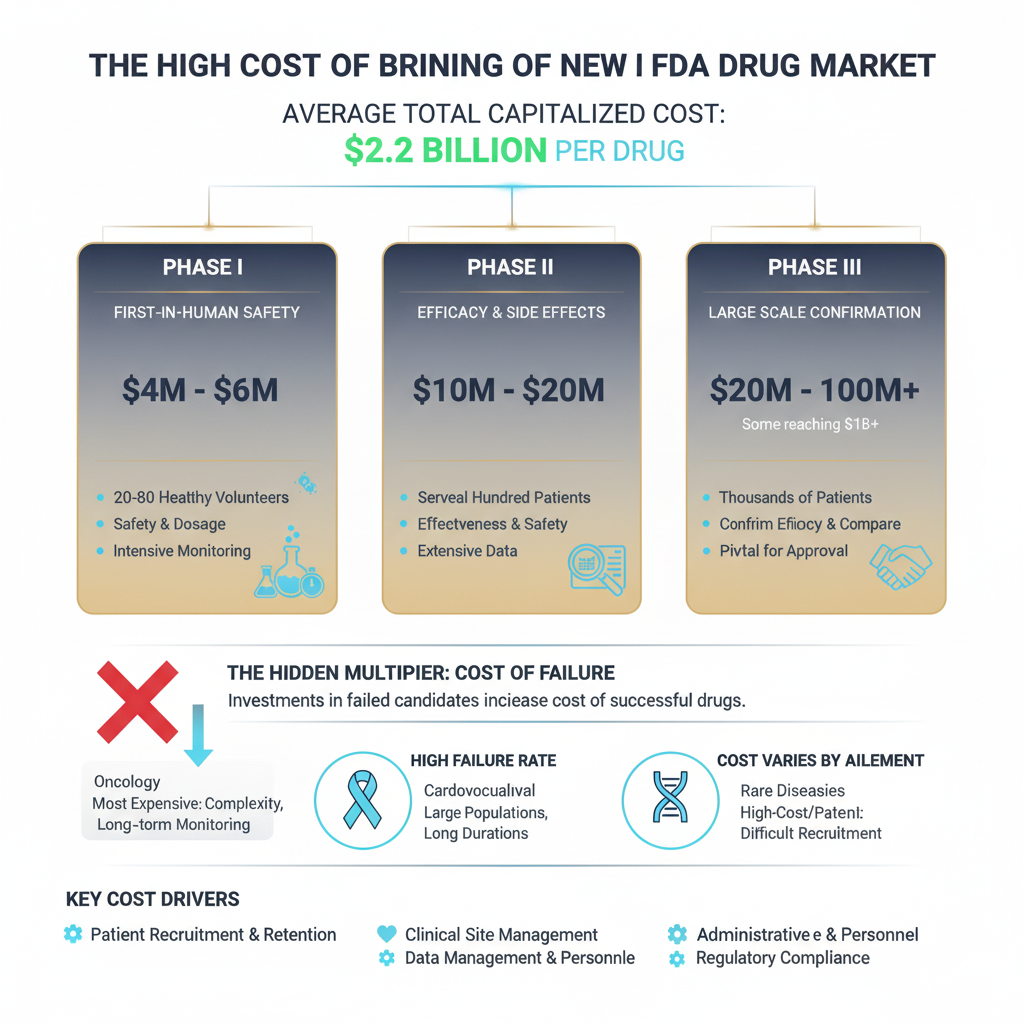 THE HIGH COST OF BRINING OF NEW I FDA DRUG MARKET
AVERAGE TOTAL CAPITALIZED COST:
$2.2 BILLION PER DRUG
PHASE I
FIRST-IN-HUMAN SAFETY
$4M - $6M
20-80 Healthy Volunteers
Safety & Dosage
Intensive Monitoring
PHASE II
EFFICACY & SIDE EFFECTS
$10M - $20M
Serveal Hundred Patients
Effectveness & Safety
Extensive Data
PHASE III
LARGE SCALE CONFIRMATION
$20M - 100M+
Some reaching $1B+
Thousands of Patients
Confrim Efiocy & Compare
Pivtal for Approval
THE HIDDEN MULTIPIER: COST OF FAILURE
Investments in failed candidates inciease cost of successful drugs.
Oncology
Most Expensive: Complexity,
Long-torm Monitoring
HIGH FAILURE RATE
Cardovocualıval
Large Populations,
Long Durations
COST VARIES BY AILEMENT
Rare Diseases
High-Cost/Patent:
Difficult Recruitment
KEY COST DRIVERS
Patient Recruitment & Retention
Clinical Site Management
Data Management & Personnle
Administrative e & Personnel
Regulatory Compliance